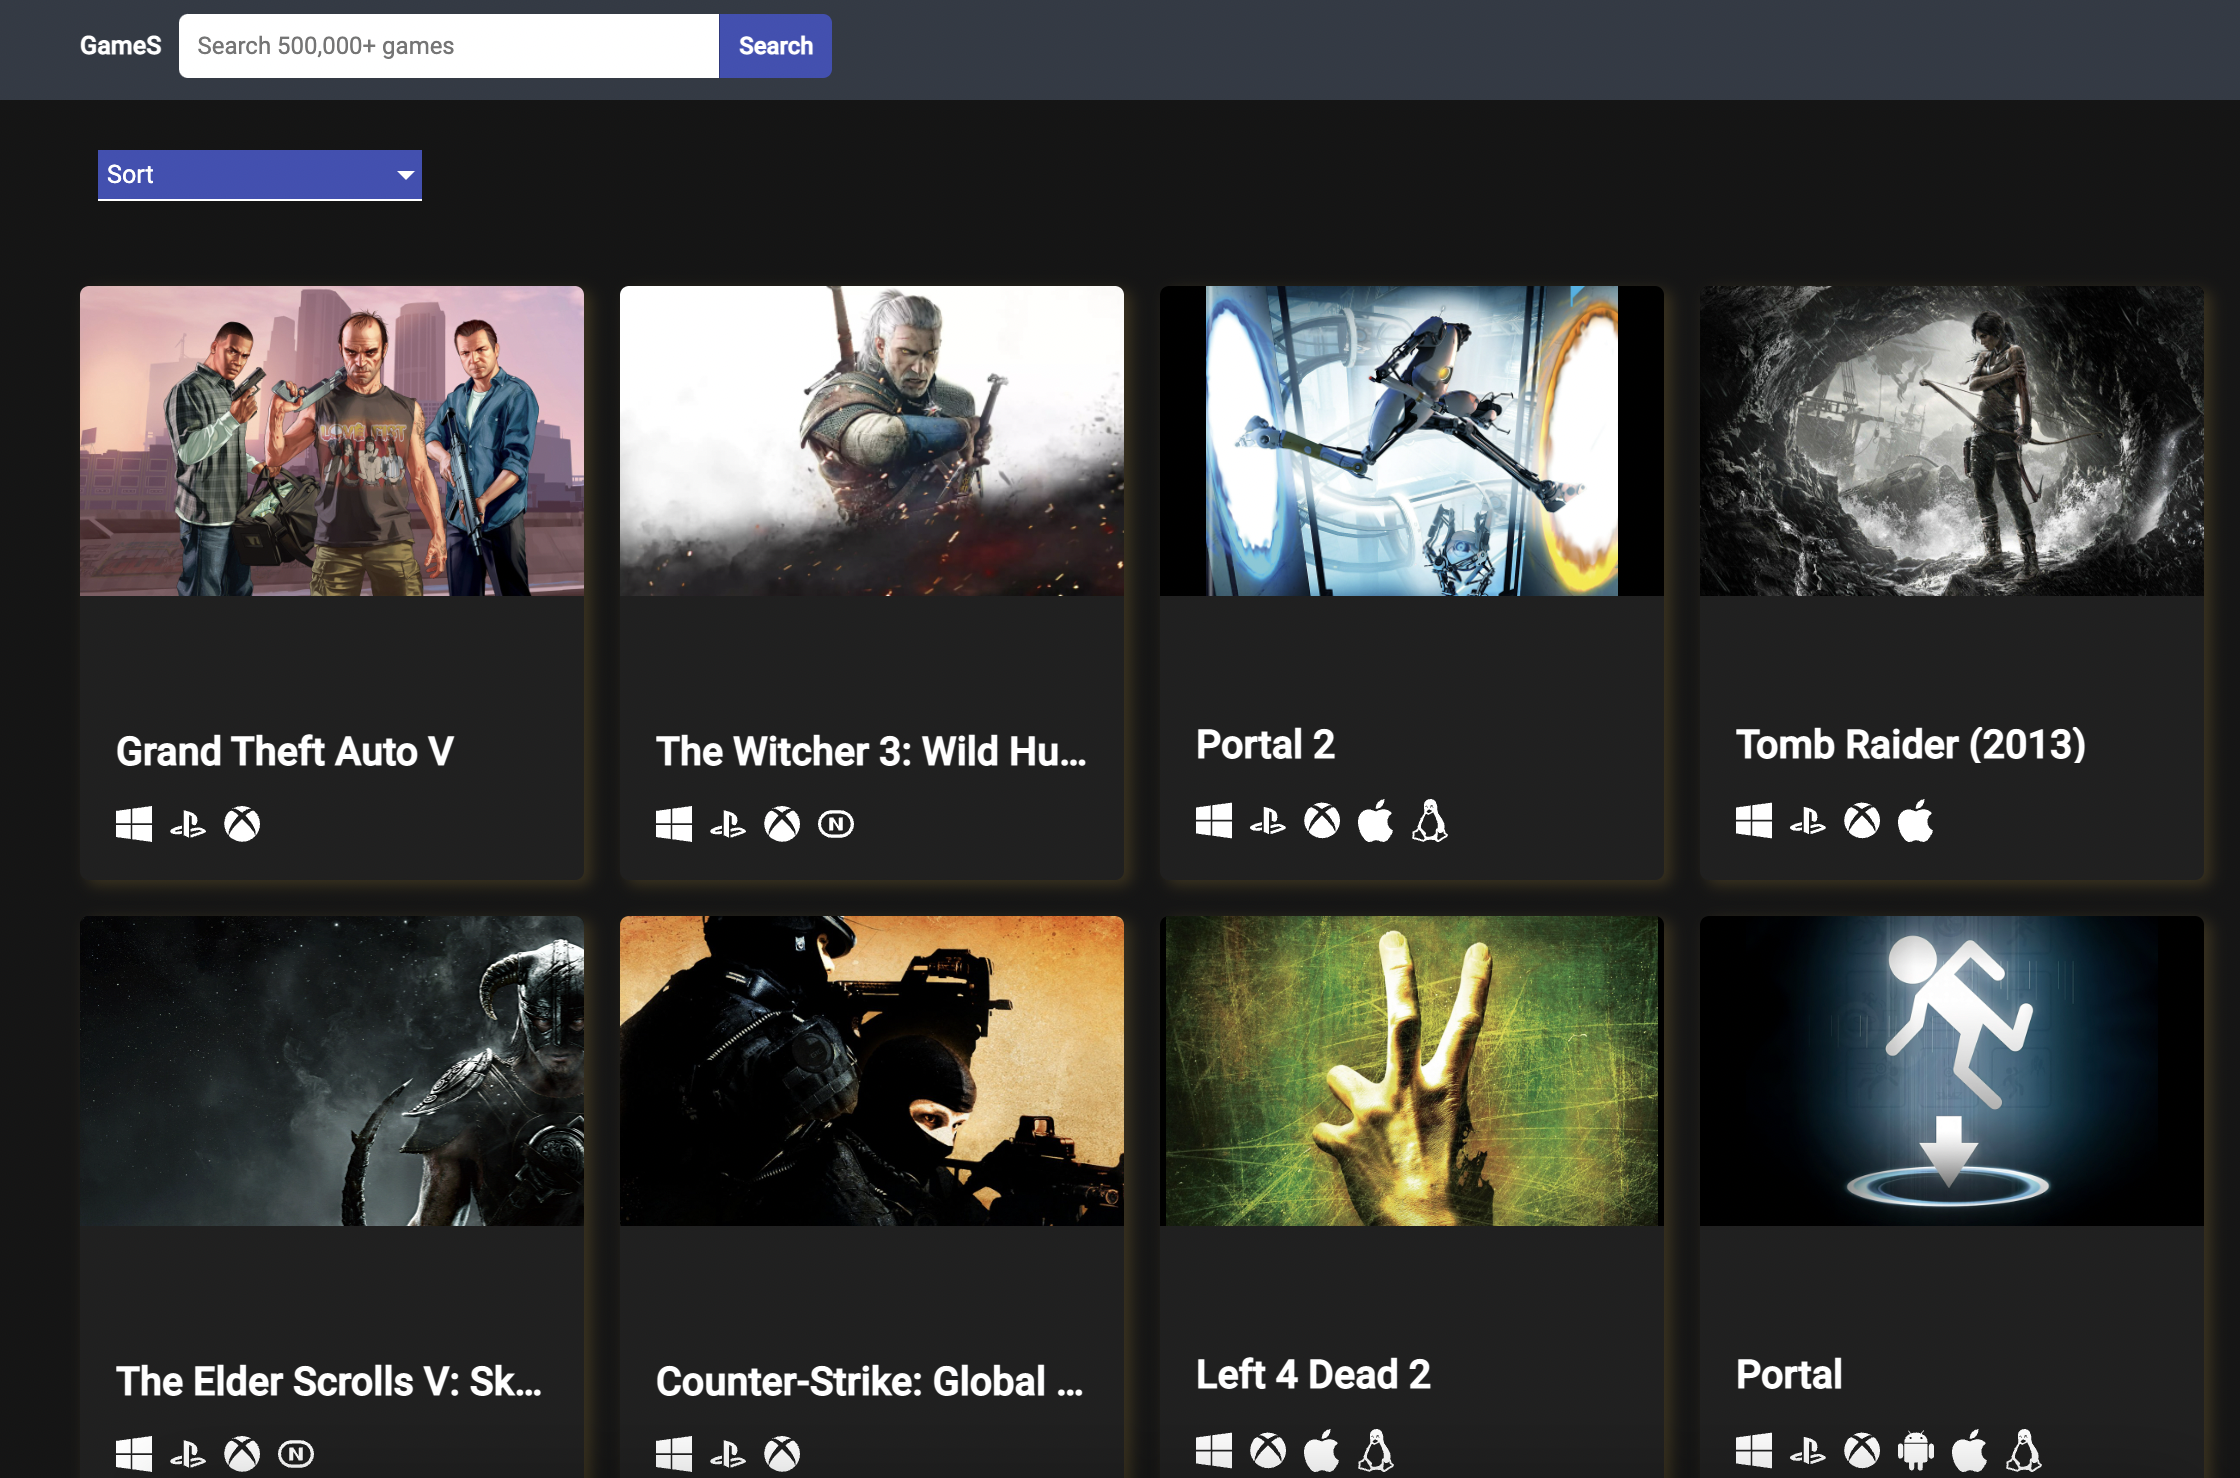 GameS
Search 500,000+ games
Search
Sort
Grand Theft Auto V
The Witcher 3: Wild Hu...
Portal 2
Tomb Raider (2013)
The Elder Scrolls V: Sk...
Counter-Strike: Global ...
Left 4 Dead 2
Portal